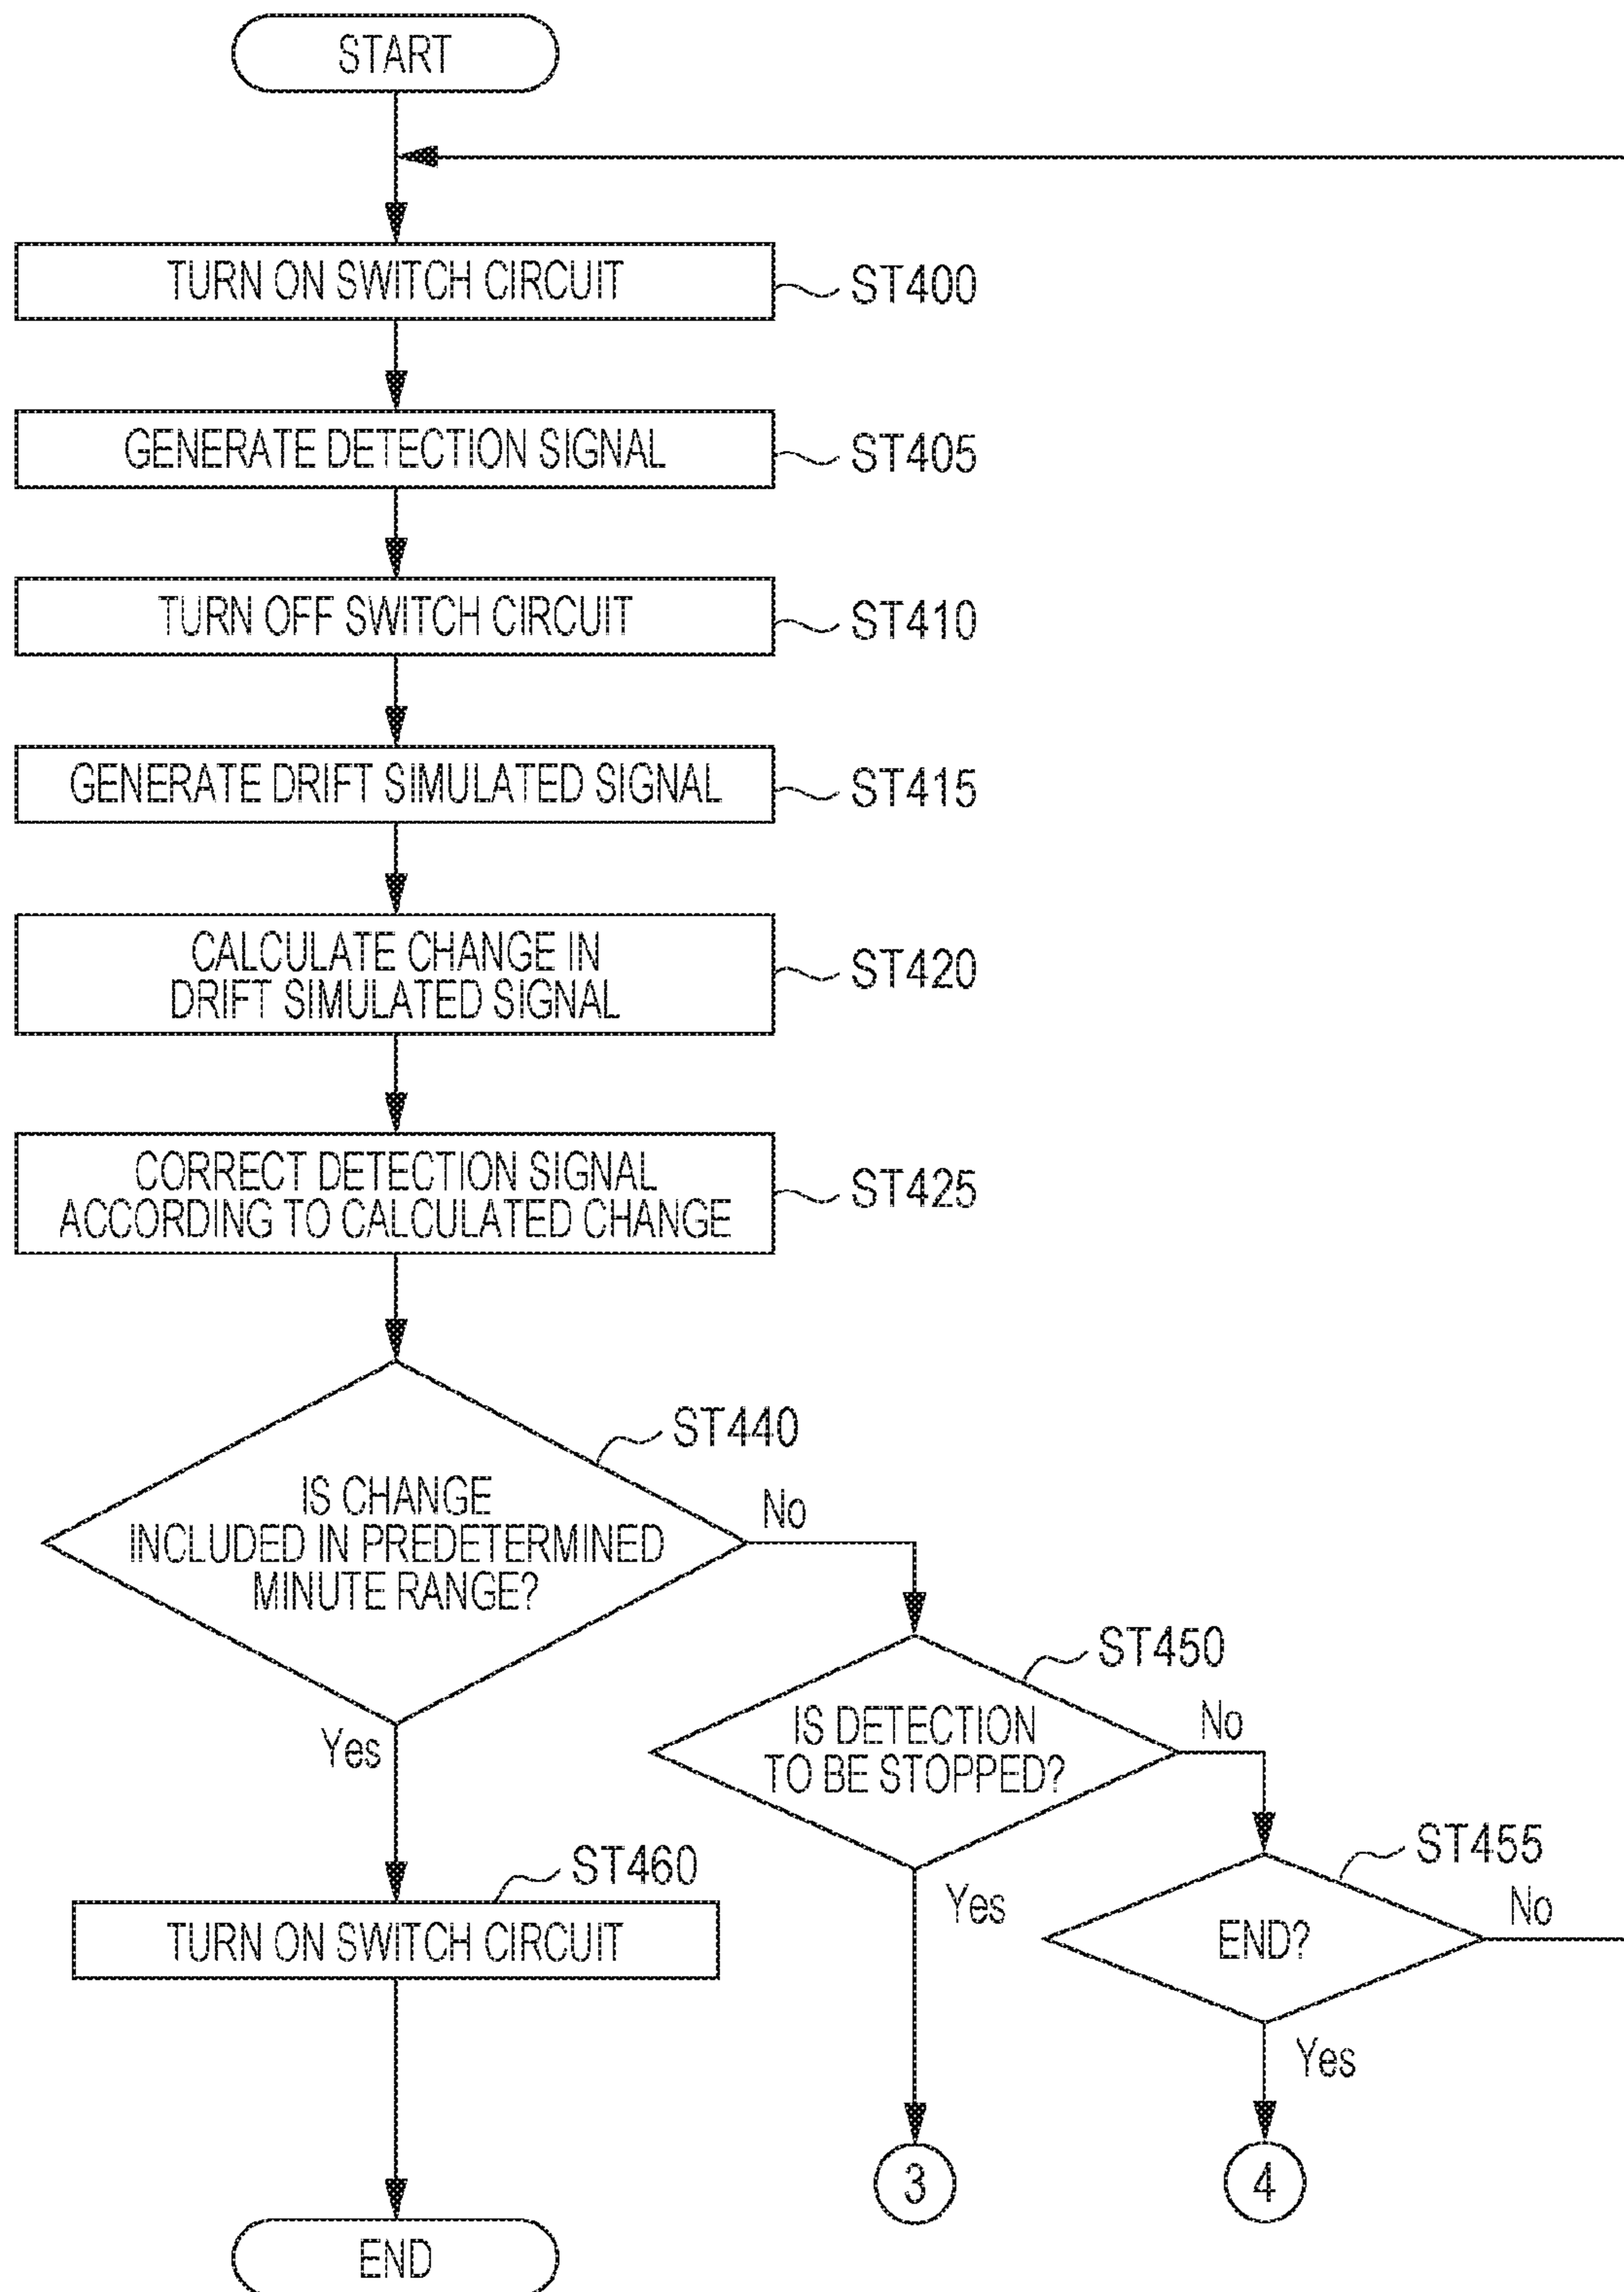 START
TURN ON SWITCH CIRCUIT
ST400
GENERATE DETECTION SIGNAL
ST405
TURN OFF SWITCH CIRCUIT
ST410
GENERATE DRIFT SIMULATED SIGNAL
ST415
CALCULATE CHANGE IN
DRIFT SIMULATED SIGNAL
ST420
CORRECT DETECTION SIGNAL
ACCORDING TO CALCULATED CHANGE
ST425
ST440
IS CHANGE
INCLUDED IN PREDETERMINED
MINUTE RANGE?
No
Yes
ST450
IS DETECTION
TO BE STOPPED?
No
Yes
ST455
END?
No
Yes
ST460
TURN ON SWITCH CIRCUIT
3
4
END